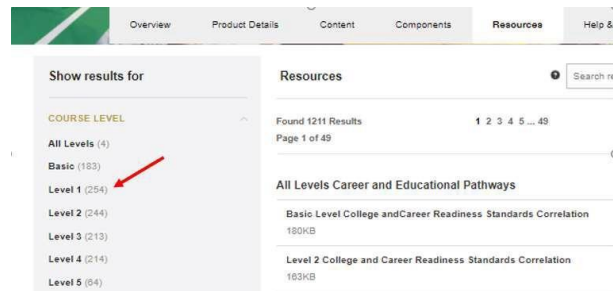 Overview Product Details Content Components Resources Help &
Show results for
COURSE LEVEL
All Levels (4)
Basic (183)
Level 1 (254)
Level 2 (244)
Level 3 (213)
Level 4 (214)
Level 5 (64)
Resources
Search re
Found 1211 Results 1 2 3 4 5 ... 49
Page 1 of 49
All Levels Career and Educational Pathways
Basic Level College andCareer Readiness Standards Correlation
180KB
Level 2 College and Career Readiness Standards Correlation
163KB